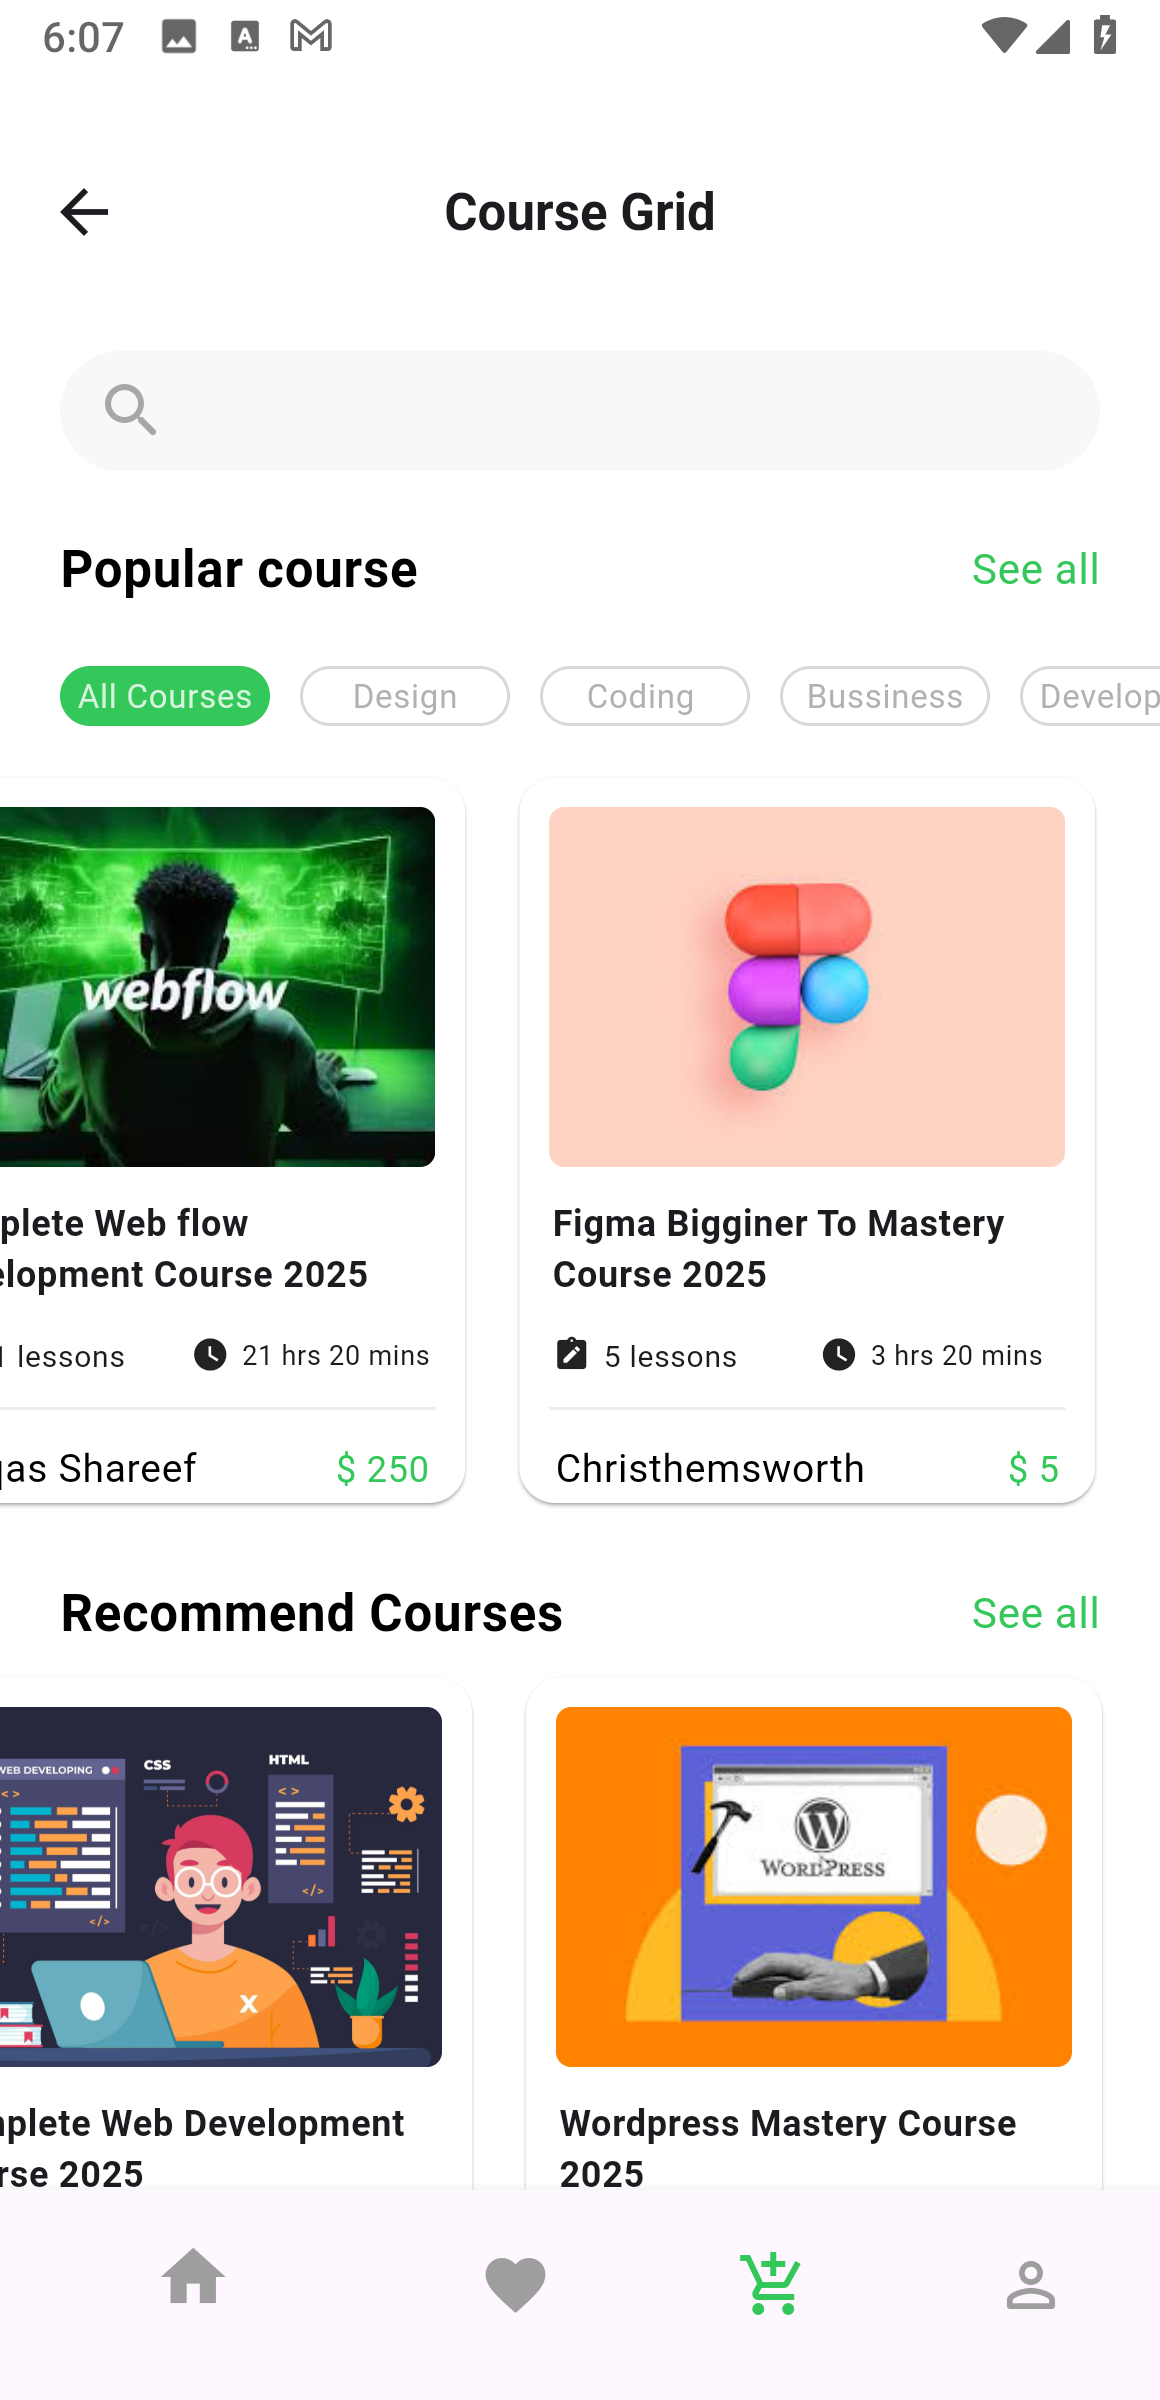 6:07
Course Grid
Popular course
See all
All Courses
Design
Coding
Bussiness
Develop
webflow
plete Web flow
elopment Course 2025
lessons
21 hrs 20 mins
as Shareef
$ 250
Figma Bigginer To Mastery
Course 2025
5 lessons
3 hrs 20 mins
Christhemsworth
$ 5
Recommend Courses
See all
WEB DEVELOPING
CSS
HTML
< >
< >
</>
</>
</>
X
plete Web Development
rse 2025
WORDPRESS
Wordpress Mastery Course
2025